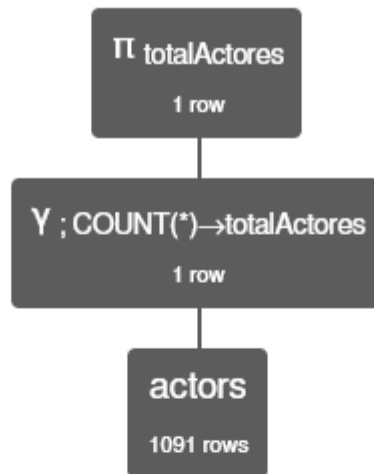 π totalActores
1 row
γ ; COUNT(*)→totalActores
1 row
actors
1091 rows